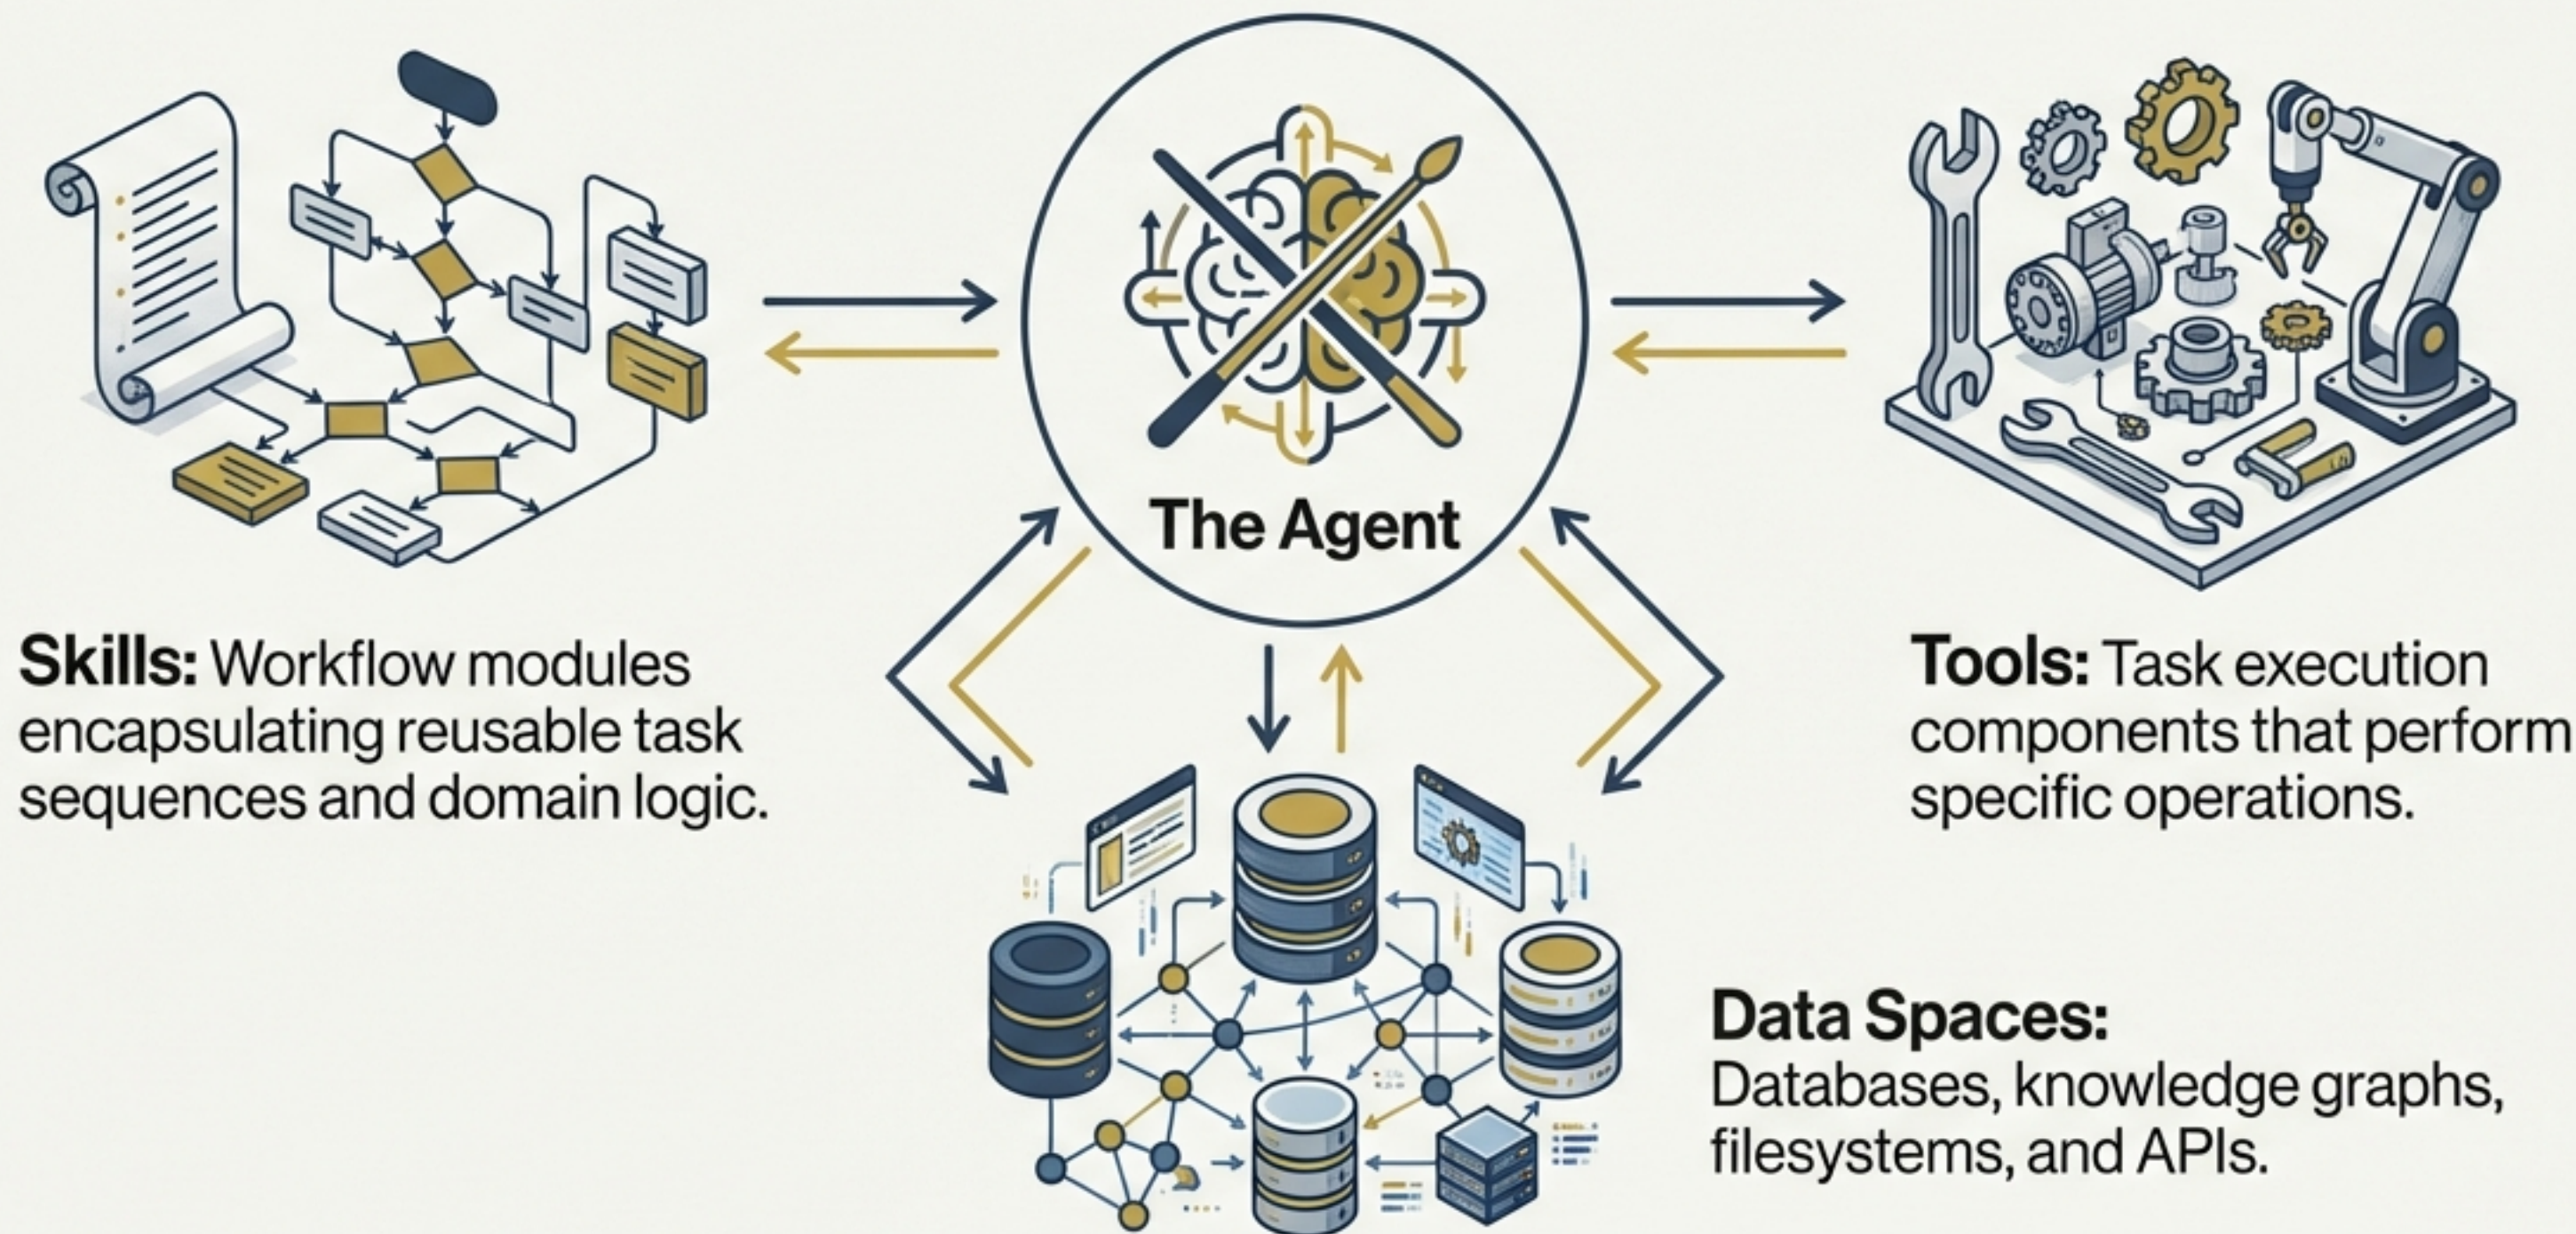 The Agent
Skills: Workflow modules
encapsulating reusable task
sequences and domain logic.
Tools: Task execution
components that perform
specific operations.
Data Spaces:
Databases, knowledge graphs,
filesystems, and APIs.